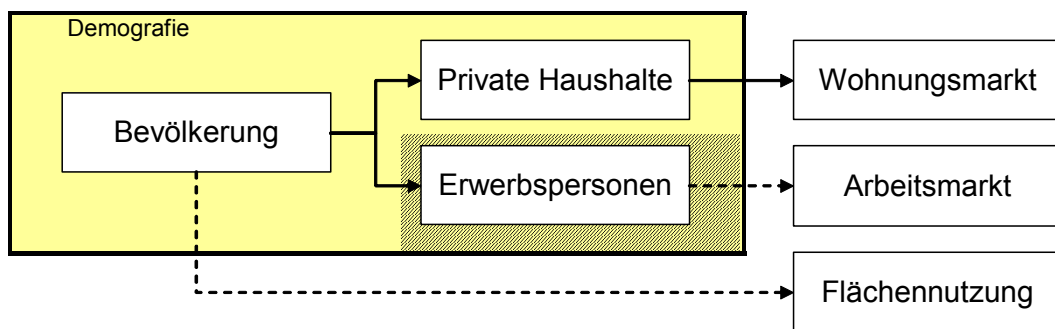 Demografie
Private Haushalte
Wohnungsmarkt
Bevölkerung
Erwerbspersonen
Arbeitsmarkt
Flächennutzung